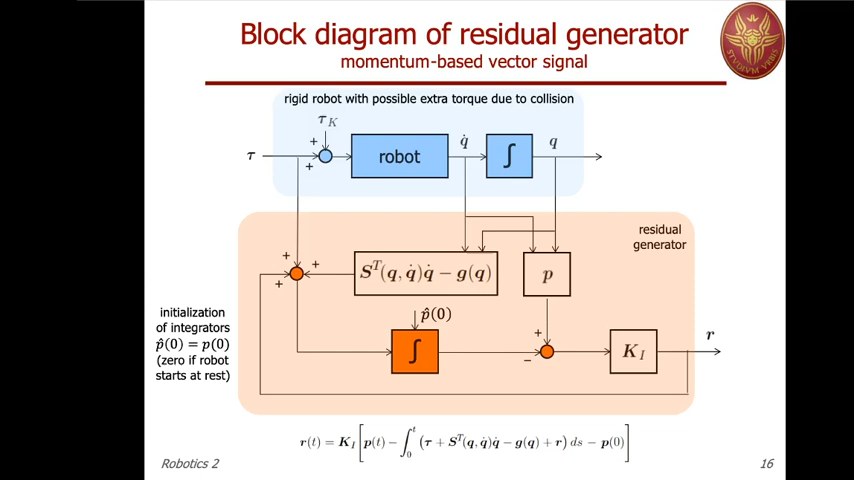 Block diagram of residual generator
momentum-based vector signal
STVDIVM VRBIS
rigid robot with possible extra torque due to collision
τ_K
+
τ
+
robot
q̇
∫
q
residual
generator
+
+
+
S^T(q, q̇)q̇ − g(q)
p
initialization
of integrators
p̂(0) = p(0)
(zero if robot
starts at rest)
p̂(0)
∫
+
−
K_I
r
r(t) = K_I [ p(t) − ∫_0^t (τ + S^T(q, q̇)q̇ − g(q) + r) ds − p(0) ]
Robotics 2
16